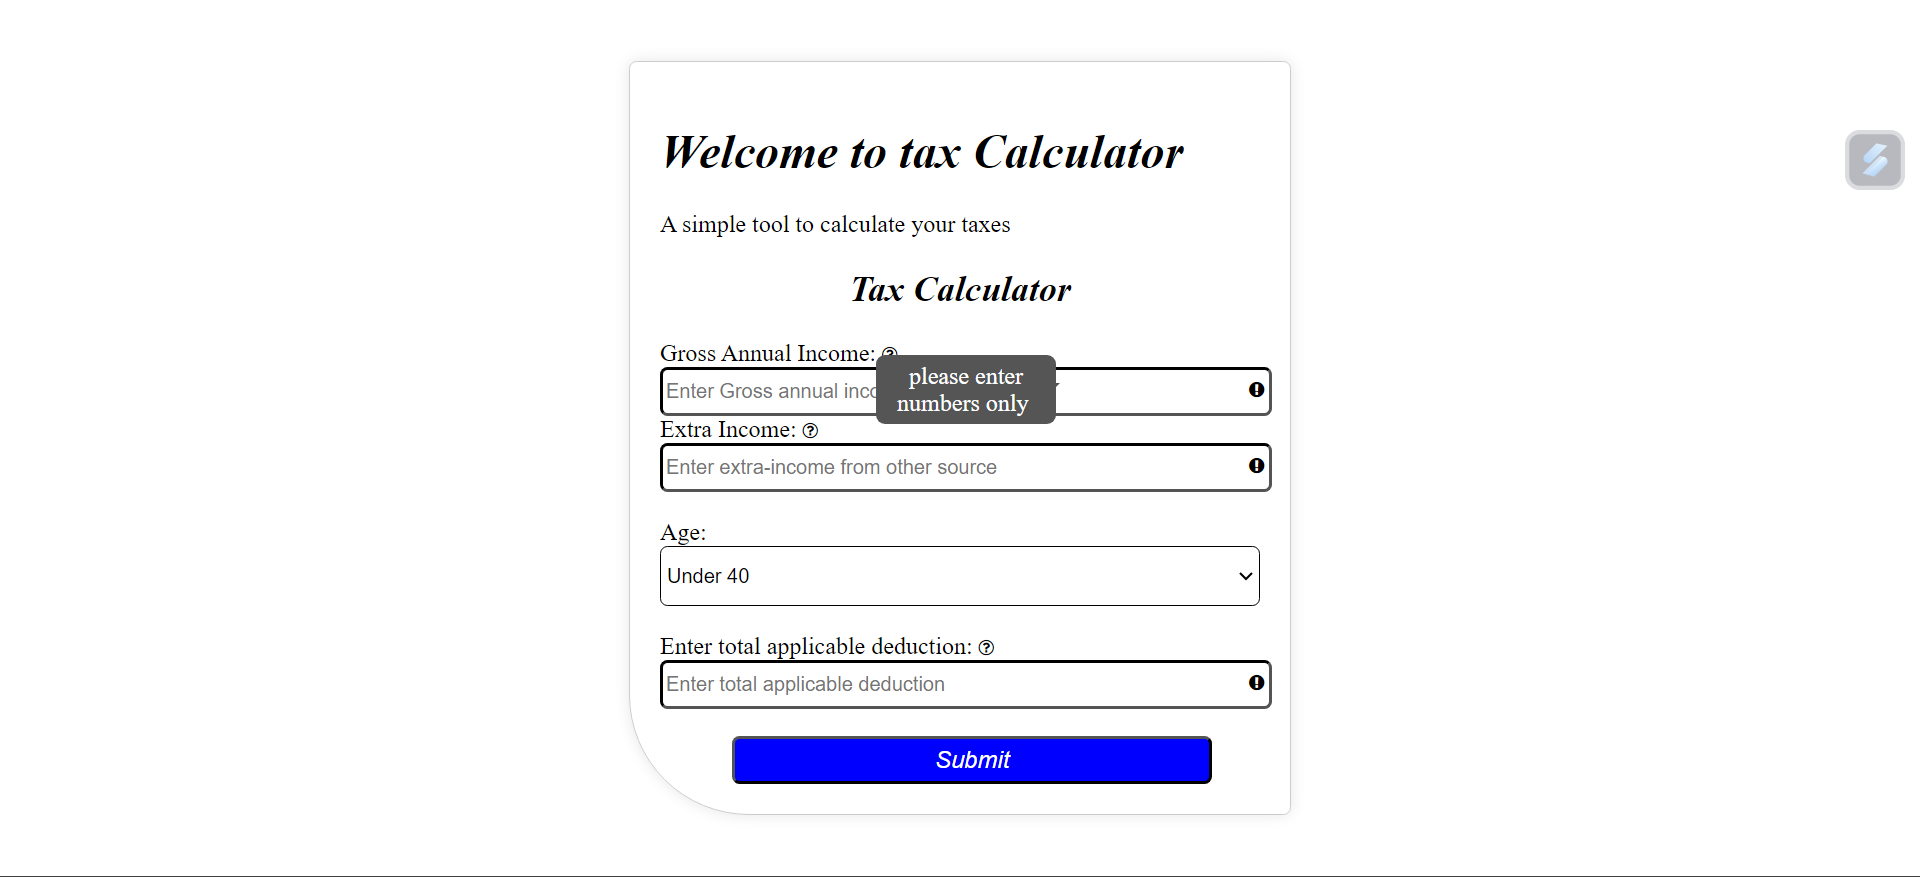 Welcome to tax Calculator
A simple tool to calculate your taxes
Tax Calculator
Gross Annual Income:
please enter
numbers only
Enter Gross annual
Extra Income:
Enter extra-income from other source
Age:
Under 40
Enter total applicable deduction:
Enter total applicable deduction
Submit